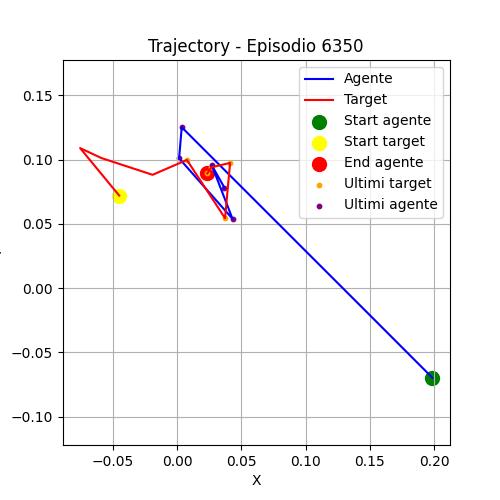 Trajectory - Episodio 6350
Agente
Target
Start agente
Start target
End agente
Ultimi target
Ultimi agente
0.15
0.10
0.05
0.00
−0.05
−0.10
−0.05
0.00
0.05
0.10
0.15
0.20
X